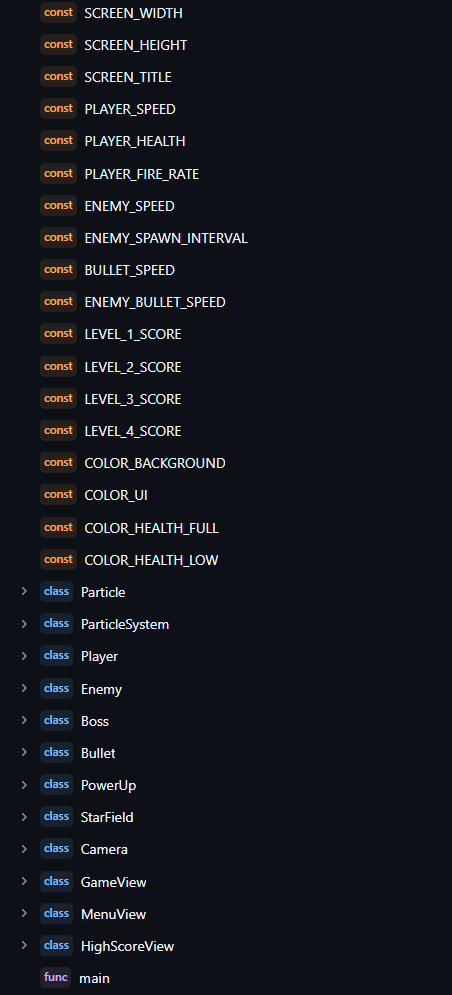 const SCREEN_WIDTH
const SCREEN_HEIGHT
const SCREEN_TITLE
const PLAYER_SPEED
const PLAYER_HEALTH
const PLAYER_FIRE_RATE
const ENEMY_SPEED
const ENEMY_SPAWN_INTERVAL
const BULLET_SPEED
const ENEMY_BULLET_SPEED
const LEVEL_1_SCORE
const LEVEL_2_SCORE
const LEVEL_3_SCORE
const LEVEL_4_SCORE
const COLOR_BACKGROUND
const COLOR_UI
const COLOR_HEALTH_FULL
const COLOR_HEALTH_LOW
class Particle
class ParticleSystem
class Player
class Enemy
class Boss
class Bullet
class PowerUp
class StarField
class Camera
class GameView
class MenuView
class HighScoreView
func main